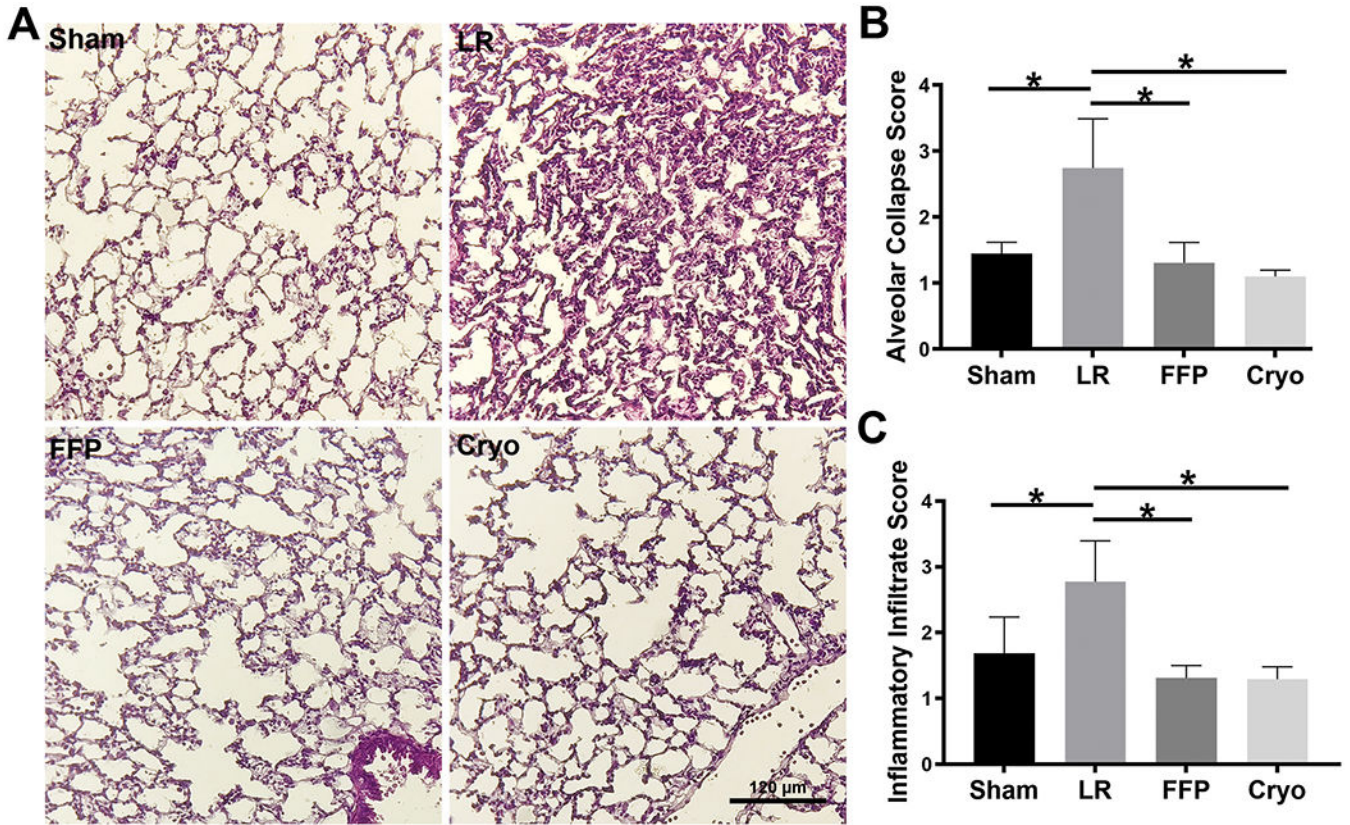 A
Sham
LR
FFP
Cryo
120 µm
B
Alveolar Collapse Score
4
3
2
1
0
*
*
*
Sham LR FFP Cryo
C
Inflammatory Infiltrate Score
4
3
2
1
0
*
*
*
Sham LR FFP Cryo